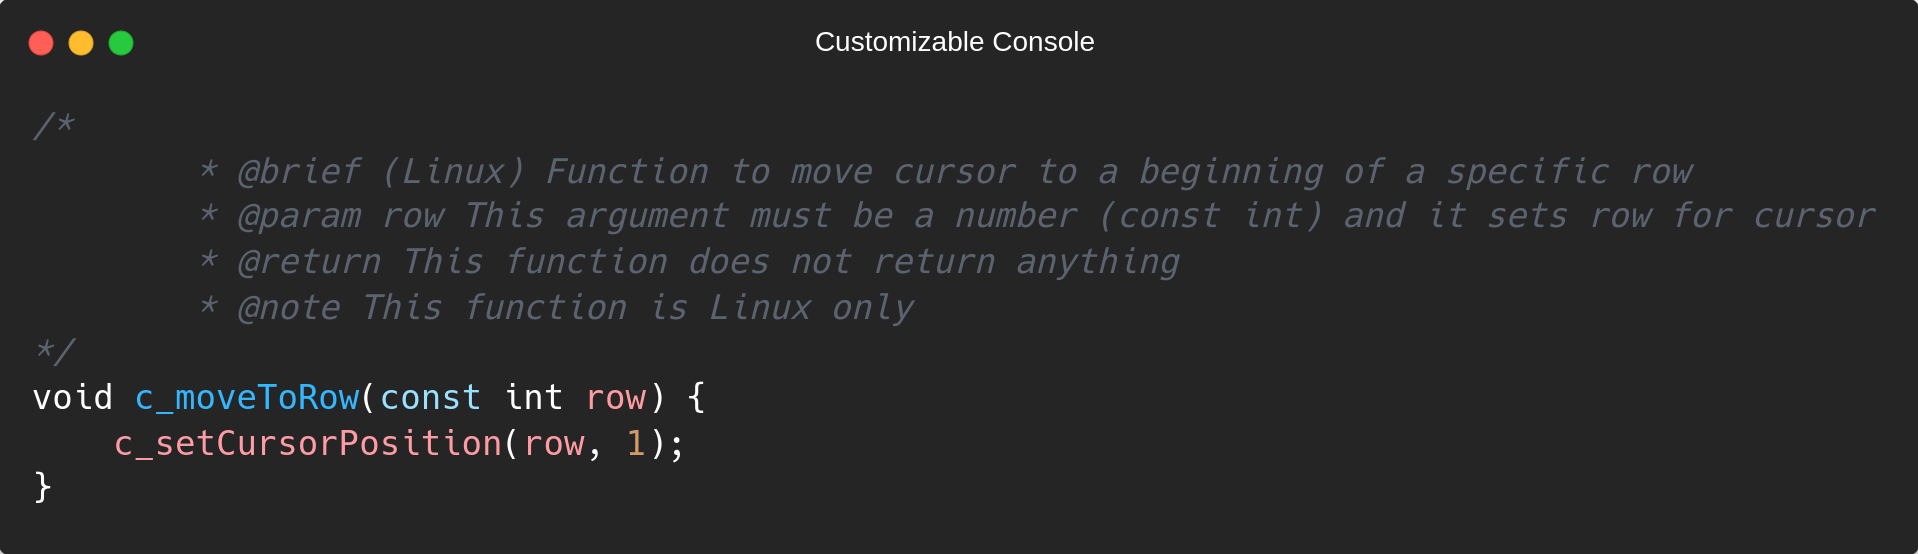 Customizable Console
/*
        * @brief (Linux) Function to move cursor to a beginning of a specific row
        * @param row This argument must be a number (const int) and it sets row for cursor
        * @return This function does not return anything
        * @note This function is Linux only
*/
void c_moveToRow(const int row) {
    c_setCursorPosition(row, 1);
}